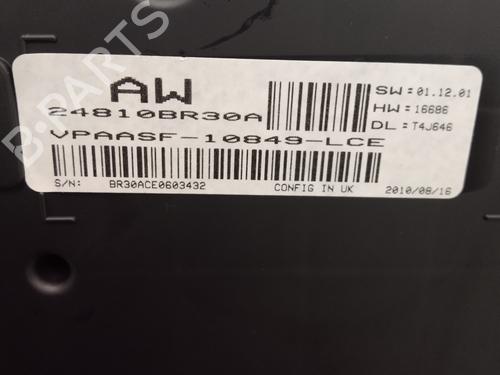 AW
24810BR30A
VPAASF-10849-LCE
SW: 01.12.01
HW: 16686
DL: T4J646
S/N: BR30ACE0603432 CONFIG IN UK 2010/08/16
B-PARTS